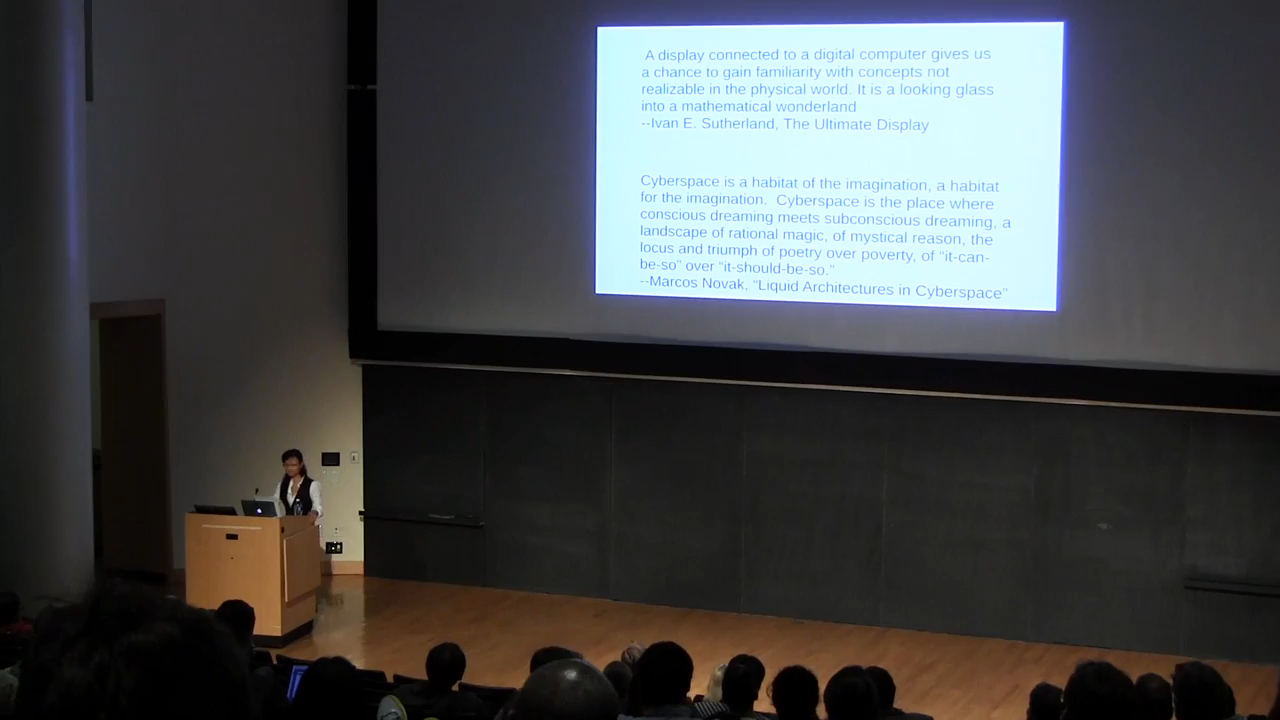 A display connected to a digital computer gives us
a chance to gain familiarity with concepts not
realizable in the physical world. It is a looking glass
into a mathematical wonderland
--Ivan E. Sutherland, The Ultimate Display
Cyberspace is a habitat of the imagination, a habitat
for the imagination.  Cyberspace is the place where
conscious dreaming meets subconscious dreaming, a
landscape of rational magic, of mystical reason, the
locus and triumph of poetry over poverty, of "it-can-
be-so" over "it-should-be-so."
--Marcos Novak, "Liquid Architectures in Cyberspace"